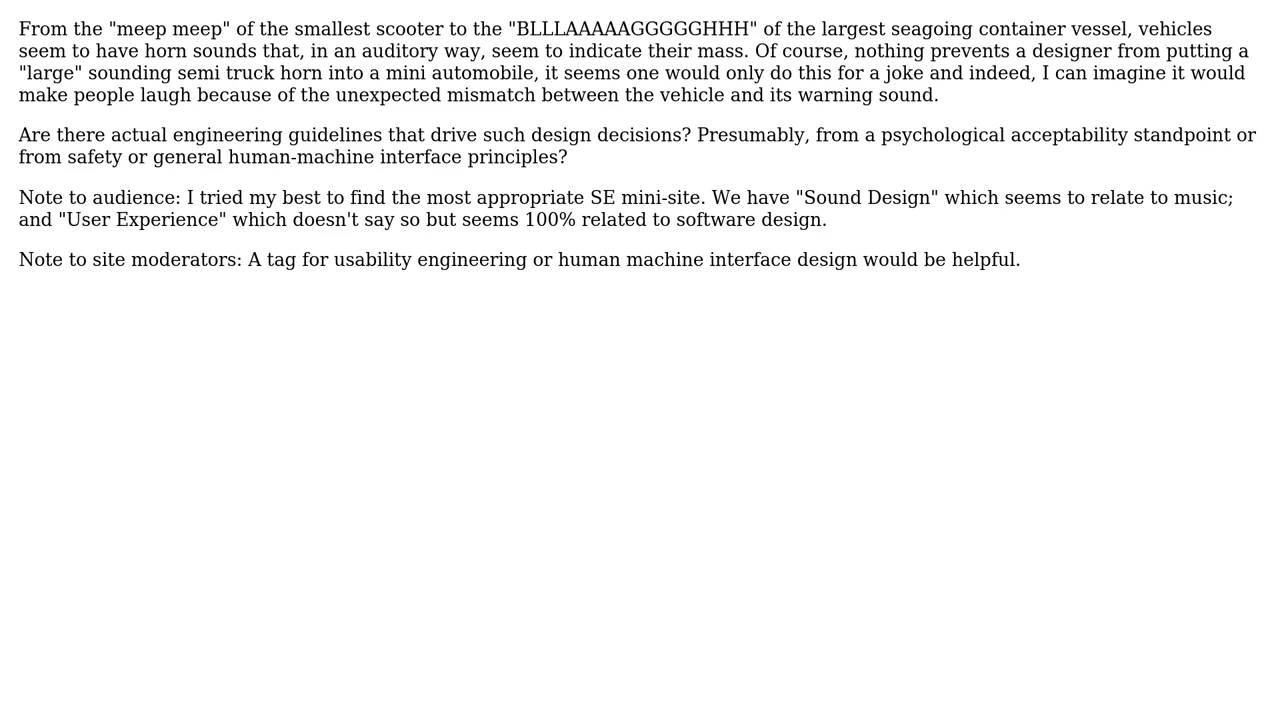 From the "meep meep" of the smallest scooter to the "BLLLAAAAAGGGGGHHH" of the largest seagoing container vessel, vehicles
seem to have horn sounds that, in an auditory way, seem to indicate their mass. Of course, nothing prevents a designer from putting a
"large" sounding semi truck horn into a mini automobile, it seems one would only do this for a joke and indeed, I can imagine it would
make people laugh because of the unexpected mismatch between the vehicle and its warning sound.
Are there actual engineering guidelines that drive such design decisions? Presumably, from a psychological acceptability standpoint or
from safety or general human-machine interface principles?
Note to audience: I tried my best to find the most appropriate SE mini-site. We have "Sound Design" which seems to relate to music;
and "User Experience" which doesn't say so but seems 100% related to software design.
Note to site moderators: A tag for usability engineering or human machine interface design would be helpful.